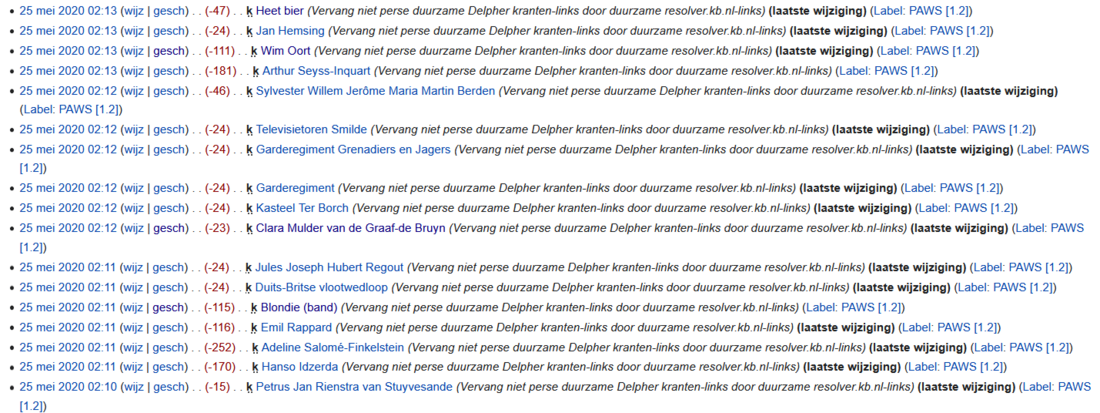 • 25 mei 2020 02:13 (wijz | gesch) . . (-47) . . k Heet bier (Vervang niet perse duurzame Delpher kranten-links door duurzame resolver.kb.nl-links) (laatste wijziging) (Label: PAWS [1.2])
• 25 mei 2020 02:13 (wijz | gesch) . . (-24) . . k Jan Hemsing (Vervang niet perse duurzame Delpher kranten-links door duurzame resolver.kb.nl-links) (laatste wijziging) (Label: PAWS [1.2])
• 25 mei 2020 02:13 (wijz | gesch) . . (-111) . . k Wim Oort (Vervang niet perse duurzame Delpher kranten-links door duurzame resolver.kb.nl-links) (laatste wijziging) (Label: PAWS [1.2])
• 25 mei 2020 02:13 (wijz | gesch) . . (-181) . . k Arthur Seyss-Inquart (Vervang niet perse duurzame Delpher kranten-links door duurzame resolver.kb.nl-links) (Label: PAWS [1.2])
• 25 mei 2020 02:12 (wijz | gesch) . . (-46) . . k Sylvester Willem Jerôme Maria Martin Berden (Vervang niet perse duurzame Delpher kranten-links door duurzame resolver.kb.nl-links) (laatste wijziging)
(Label: PAWS [1.2])
• 25 mei 2020 02:12 (wijz | gesch) . . (-24) . . k Televisietoren Smilde (Vervang niet perse duurzame Delpher kranten-links door duurzame resolver.kb.nl-links) (laatste wijziging) (Label: PAWS [1.2])
• 25 mei 2020 02:12 (wijz | gesch) . . (-24) . . k Garderegiment Grenadiers en Jagers (Vervang niet perse duurzame Delpher kranten-links door duurzame resolver.kb.nl-links) (laatste wijziging) (Label: PAWS
[1.2])
• 25 mei 2020 02:12 (wijz | gesch) . . (-24) . . k Garderegiment (Vervang niet perse duurzame Delpher kranten-links door duurzame resolver.kb.nl-links) (laatste wijziging) (Label: PAWS [1.2])
• 25 mei 2020 02:12 (wijz | gesch) . . (-24) . . k Kasteel Ter Borch (Vervang niet perse duurzame Delpher kranten-links door duurzame resolver.kb.nl-links) (laatste wijziging) (Label: PAWS [1.2])
• 25 mei 2020 02:12 (wijz | gesch) . . (-23) . . k Clara Mulder van de Graaf-de Bruyn (Vervang niet perse duurzame Delpher kranten-links door duurzame resolver.kb.nl-links) (laatste wijziging) (Label: PAWS
[1.2])
• 25 mei 2020 02:11 (wijz | gesch) . . (-24) . . k Jules Joseph Hubert Regout (Vervang niet perse duurzame Delpher kranten-links door duurzame resolver.kb.nl-links) (laatste wijziging) (Label: PAWS [1.2])
• 25 mei 2020 02:11 (wijz | gesch) . . (-24) . . k Duits-Britse vlootwedloop (Vervang niet perse duurzame Delpher kranten-links door duurzame resolver.kb.nl-links) (laatste wijziging) (Label: PAWS [1.2])
• 25 mei 2020 02:11 (wijz | gesch) . . (-115) . . k Blondie (band) (Vervang niet perse duurzame Delpher kranten-links door duurzame resolver.kb.nl-links) (laatste wijziging) (Label: PAWS [1.2])
• 25 mei 2020 02:11 (wijz | gesch) . . (-116) . . k Emil Rappard (Vervang niet perse duurzame Delpher kranten-links door duurzame resolver.kb.nl-links) (laatste wijziging) (Label: PAWS [1.2])
• 25 mei 2020 02:11 (wijz | gesch) . . (-252) . . k Adeline Salomé-Finkelstein (Vervang niet perse duurzame Delpher kranten-links door duurzame resolver.kb.nl-links) (laatste wijziging) (Label: PAWS [1.2])
• 25 mei 2020 02:11 (wijz | gesch) . . (-170) . . k Hanso Idzerda (Vervang niet perse duurzame Delpher kranten-links door duurzame resolver.kb.nl-links) (laatste wijziging) (Label: PAWS [1.2])
• 25 mei 2020 02:10 (wijz | gesch) . . (-15) . . k Petrus Jan Rienstra van Stuyvesande (Vervang niet perse duurzame Delpher kranten-links door duurzame resolver.kb.nl-links) (laatste wijziging) (Label: PAWS
[1.2])